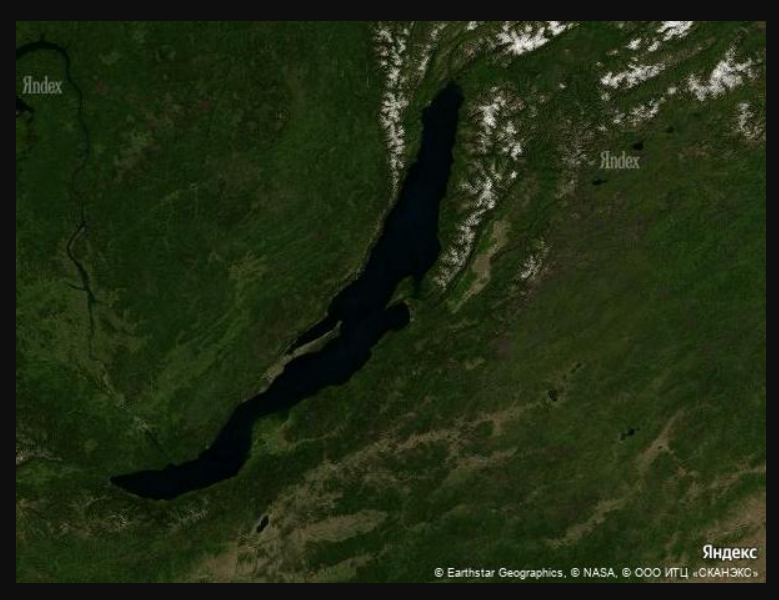 Яndex
Яndex
Яндекс
© Earthstar Geographics, © NASA, © ООО ИТЦ «СКАНЭКС»